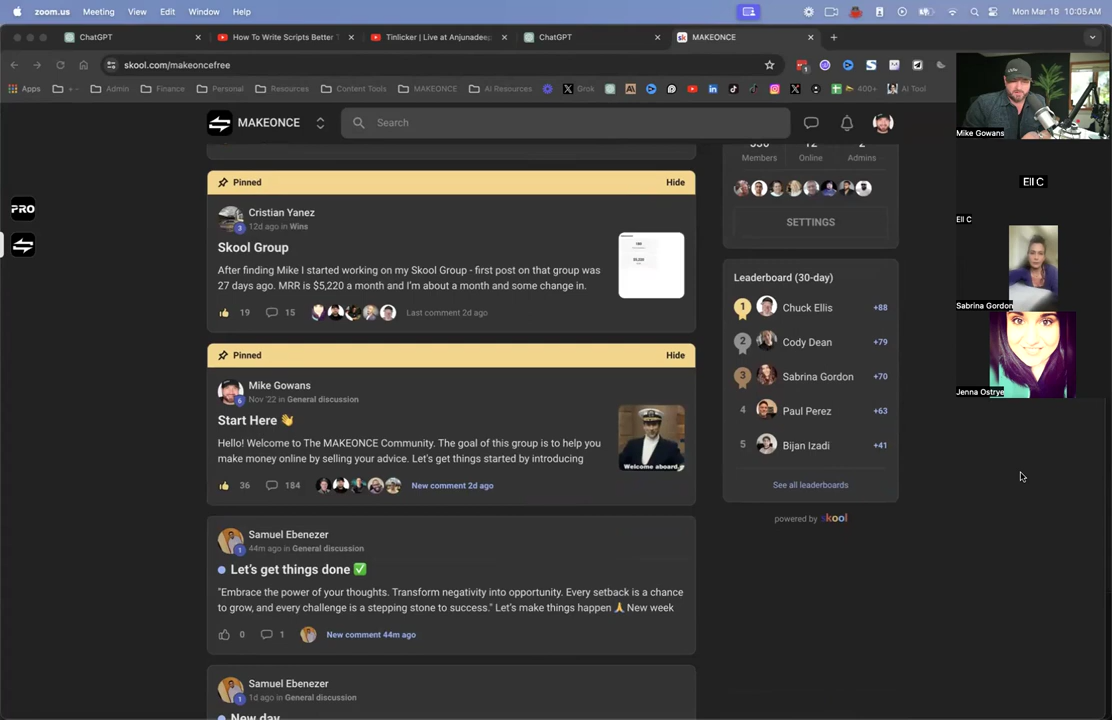 zoom.us Meeting View Edit Window Help Mon Mar 18 10:05 AM
ChatGPT How To Write Scripts Better Tinlicker | Live at Anjunadee ChatGPT MAKEONCE
skool.com/makeoncefree
Apps Admin Finance Personal Resources Content Tools MAKEONCE AI Resources Grok 400+ AI Tool
MAKEONCE Search
Members Online Admins
SETTINGS
PRO
Pinned Hide
Cristian Yanez
12d ago in Wins
Skool Group
After finding Mike I started working on my Skool Group - first post on that group was
27 days ago. MRR is $5,220 a month and I'm about a month and some change in.
19 15 Last comment 2d ago
Pinned Hide
Mike Gowans
Nov '22 in General discussion
Start Here 👋
Hello! Welcome to The MAKEONCE Community. The goal of this group is to help you
make money online by selling your advice. Let's get things started by introducing
Welcome aboard
36 184 New comment 2d ago
Samuel Ebenezer
44m ago in General discussion
Let's get things done ✅
"Embrace the power of your thoughts. Transform negativity into opportunity. Every setback is a chance
to grow, and every challenge is a stepping stone to success." Let's make things happen 🙏 New week
0 1 New comment 44m ago
Samuel Ebenezer
1d ago in General discussion
New day
Leaderboard (30-day)
1 Chuck Ellis +88
2 Cody Dean +79
3 Sabrina Gordon +70
4 Paul Perez +63
5 Bijan Izadi +41
See all leaderboards
powered by skool
Mike Gowans
Ell C
Ell C
Sabrina Gordon
Jenna Ostrye